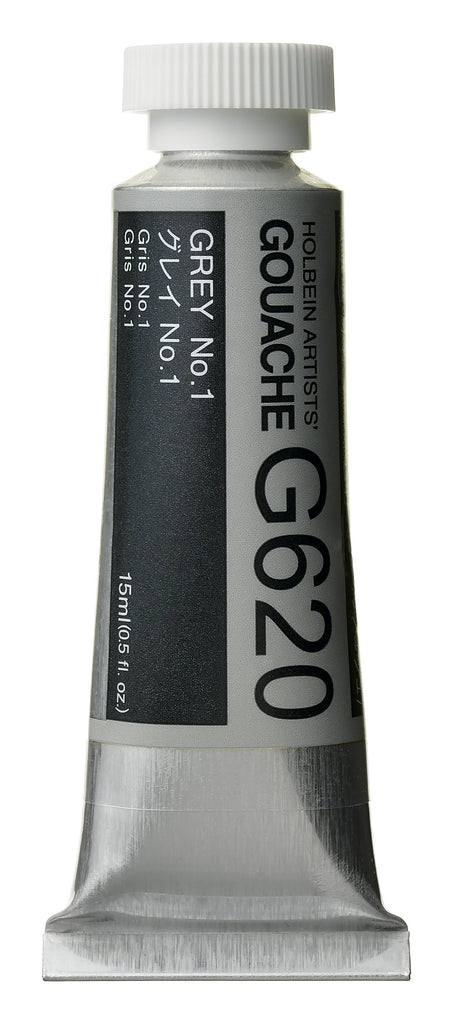 HOLBEIN ARTISTS'
GOUACHE G620
GREY No.1
グレイ No.1
Gris No.1
Gris No.1
15ml(0.5 fl. oz.)